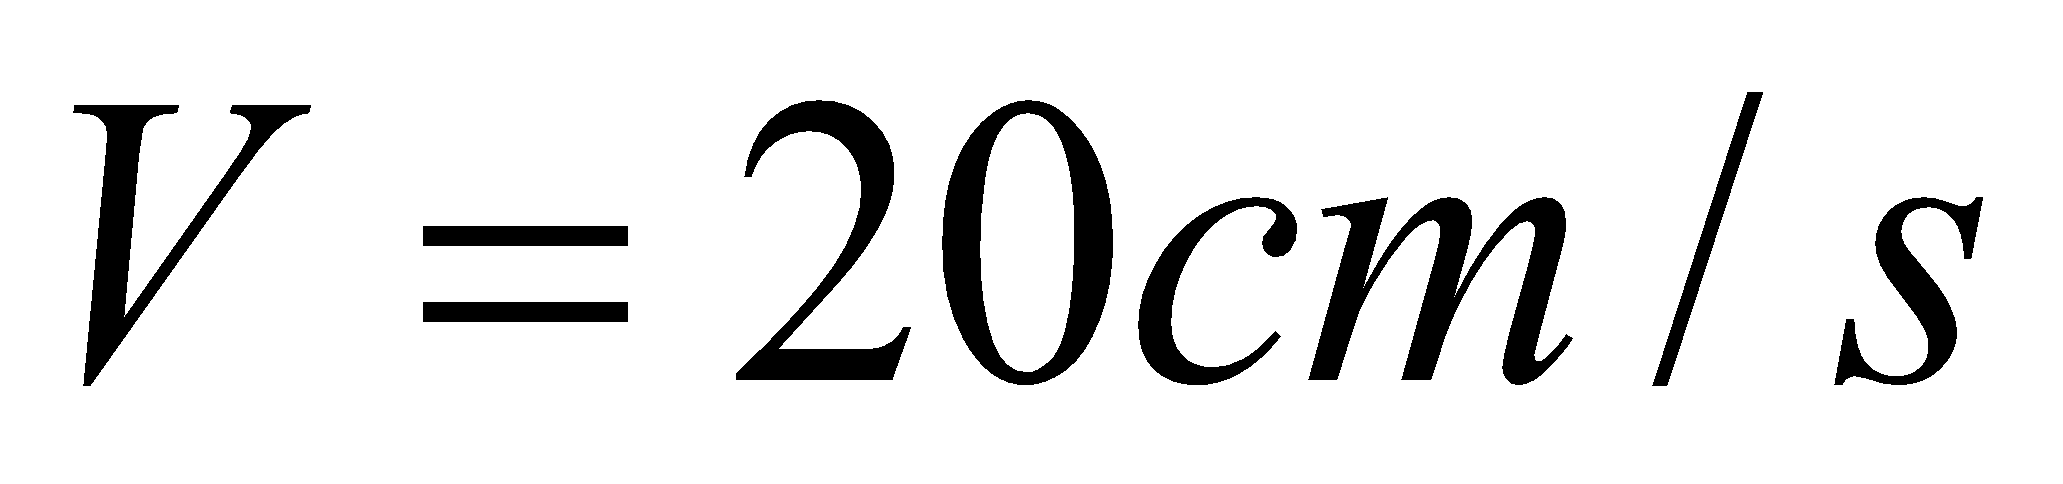 V = 20cm / s